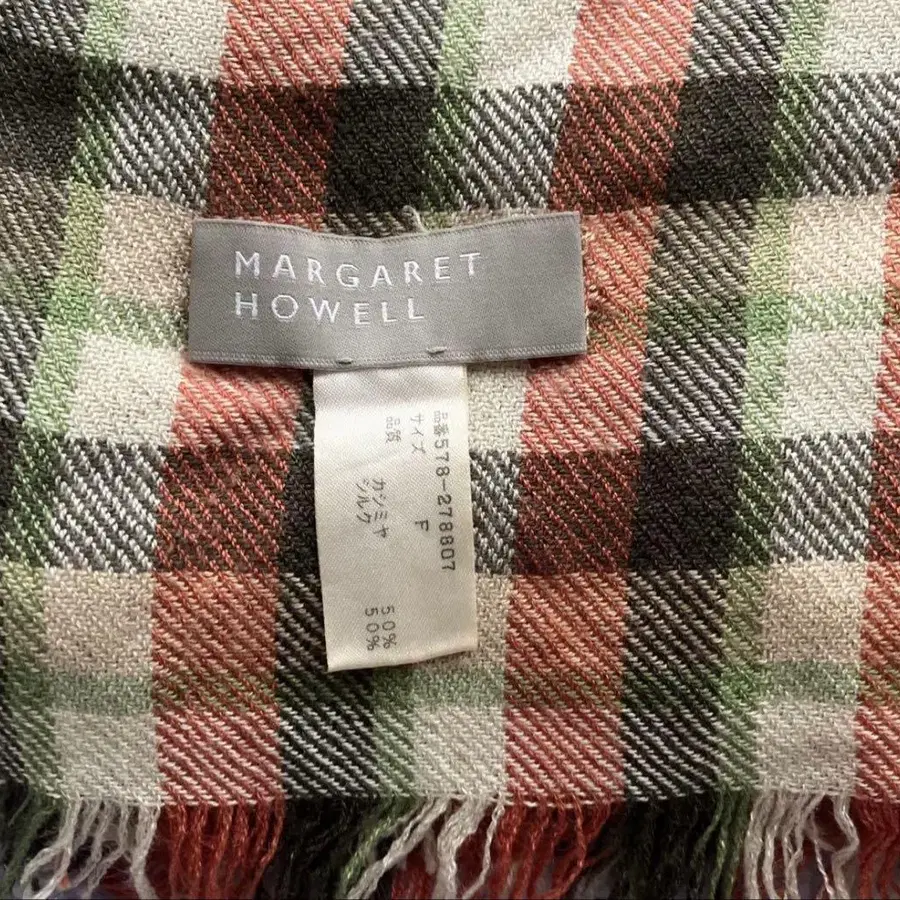 MARGARET
HOWELL
品番578-278807
サイズ F
品質 カシミヤ 50%
シルク 50%